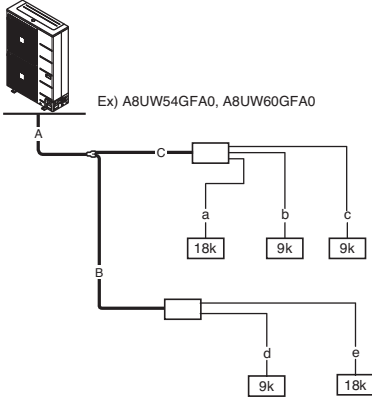 Ex) A8UW54GFA0, A8UW60GFA0
A
C
a b c
18k 9k 9k
B
d e
9k 18k